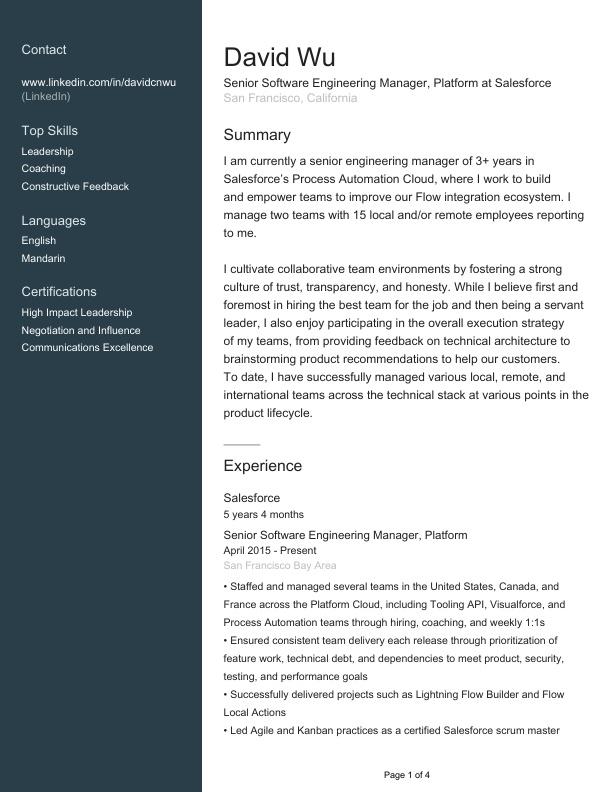 Contact
www.linkedin.com/in/davidcnwu
(LinkedIn)
Top Skills
Leadership
Coaching
Constructive Feedback
Languages
English
Mandarin
Certifications
High Impact Leadership
Negotiation and Influence
Communications Excellence
David Wu
Senior Software Engineering Manager, Platform at Salesforce
San Francisco, California
Summary
I am currently a senior engineering manager of 3+ years in
Salesforce's Process Automation Cloud, where I work to build
and empower teams to improve our Flow integration ecosystem. I
manage two teams with 15 local and/or remote employees reporting
to me.
I cultivate collaborative team environments by fostering a strong
culture of trust, transparency, and honesty. While I believe first and
foremost in hiring the best team for the job and then being a servant
leader, I also enjoy participating in the overall execution strategy
of my teams, from providing feedback on technical architecture to
brainstorming product recommendations to help our customers.
To date, I have successfully managed various local, remote, and
international teams across the technical stack at various points in the
product lifecycle.
Experience
Salesforce
5 years 4 months
Senior Software Engineering Manager, Platform
April 2015 - Present
San Francisco Bay Area
• Staffed and managed several teams in the United States, Canada, and
France across the Platform Cloud, including Tooling API, Visualforce, and
Process Automation teams through hiring, coaching, and weekly 1:1s
• Ensured consistent team delivery each release through prioritization of
feature work, technical debt, and dependencies to meet product, security,
testing, and performance goals
• Successfully delivered projects such as Lightning Flow Builder and Flow
Local Actions
• Led Agile and Kanban practices as a certified Salesforce scrum master
Page 1 of 4